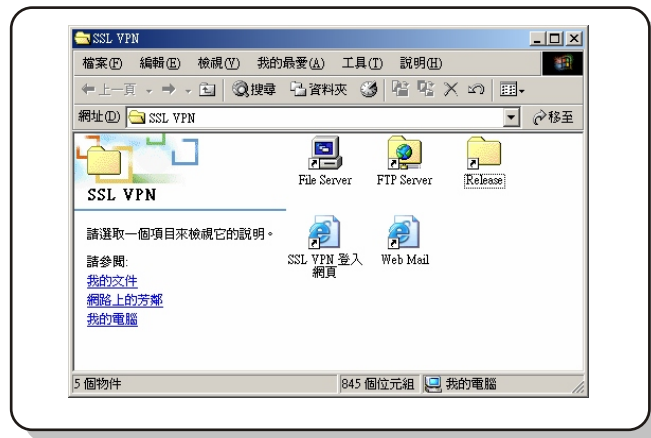 SSL VPN
檔案(F) 編輯(E) 檢視(V) 我的最愛(A) 工具(T) 說明(H)
上一頁 搜尋 資料夾
網址(D) SSL VPN 移至
SSL VPN
請選取一個項目來檢視它的說明。
請參閱:
我的文件
網路上的芳鄰
我的電腦
File Server FTP Server Release
SSL VPN 登入
網頁
Web Mail
5 個物件 845 個位元組 我的電腦